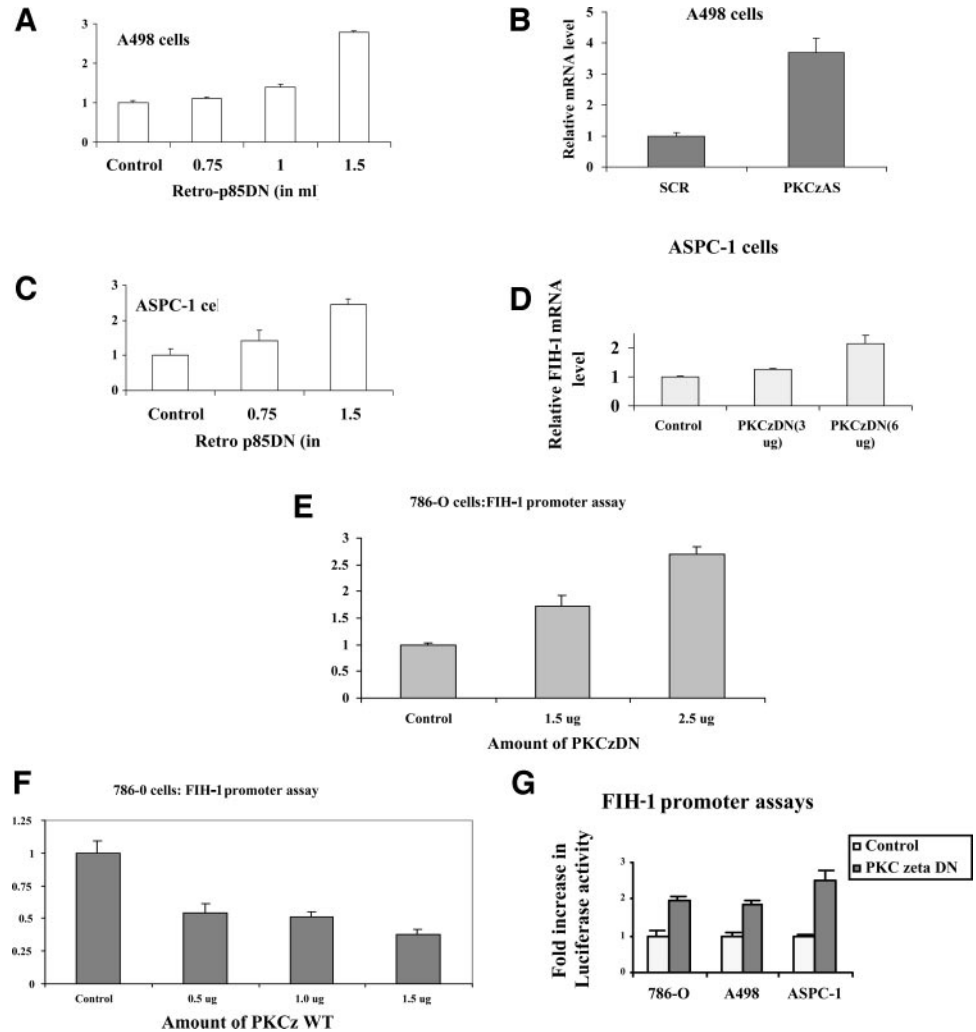 A
A498 cells
3
2
1
0
Control 0.75 1 1.5
Retro-p85DN (in ml
B
A498 cells
Relative mRNA level
5
4
3
2
1
0
SCR PKCzAS
C
ASPC-1 ce
3
2
1
0
Control 0.75 1.5
Retro p85DN (in
ASPC-1 cells
D
Relative FIH-1 mRNA
level
2
1
0
Control PKCzDN(3 PKCzDN(6
ug) ug)
E
786-O cells:FIH-1 promoter assay
3
2.5
2
1.5
1
0.5
0
Control 1.5 ug 2.5 ug
Amount of PKCzDN
F
786-0 cells: FIH-1promoter assay
1.25
1
0.75
0.5
0.25
0
Control 0.5 ug 1.0 ug 1.5 ug
Amount of PKCz WT
G
FIH-1 promoter assays
Control
PKC zeta DN
Fold increase in
Luciferase activity
3
2
1
0
786-O A498 ASPC-1